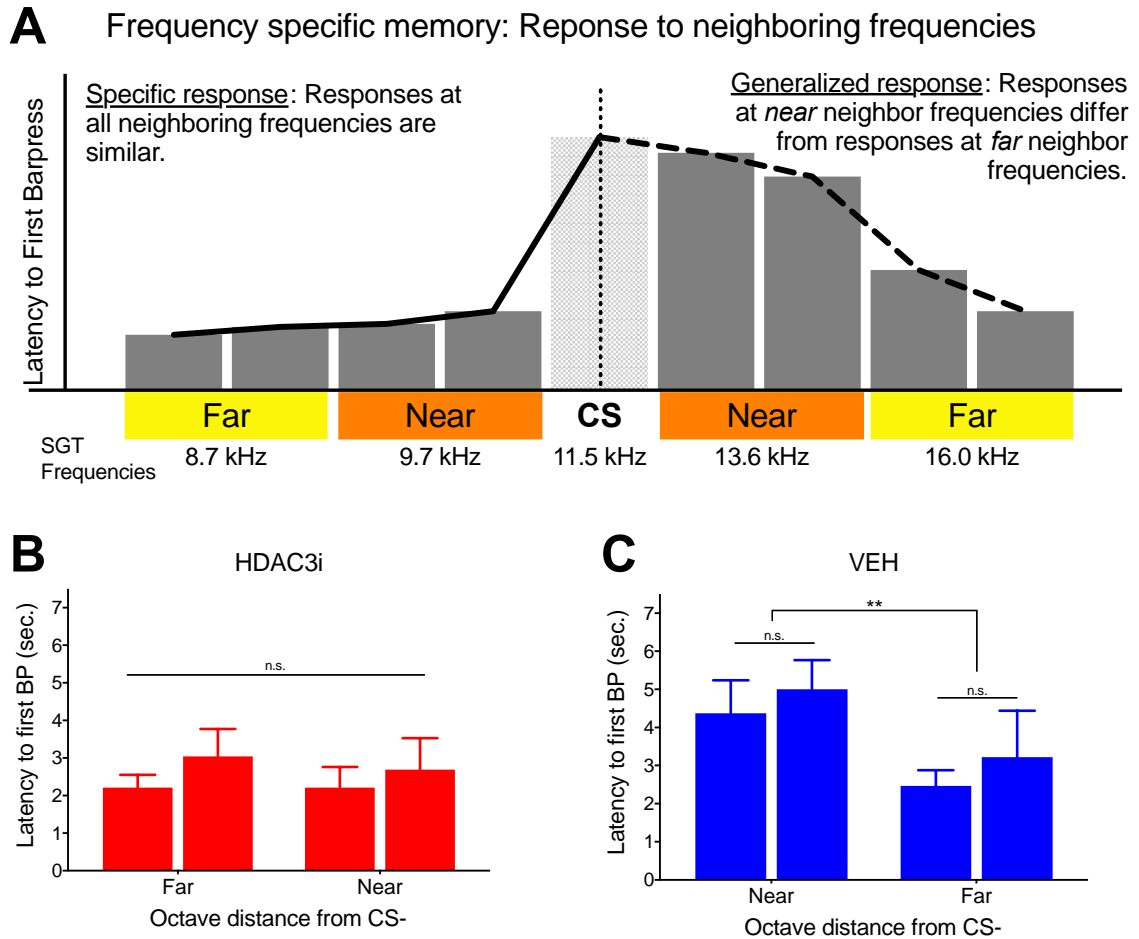 A
Frequency specific memory: Reponse to neighboring frequencies
Latency to First Barpress
Specific response: Responses at
all neighboring frequencies are
similar.
Generalized response: Responses
at near neighbor frequencies differ
from responses at far neighbor
frequencies.
Far
Near
CS
Near
Far
SGT
Frequencies
8.7 kHz
9.7 kHz
11.5 kHz
13.6 kHz
16.0 kHz
B
HDAC3i
Latency to first BP (sec.)
7
6
5
4
3
2
1
0
n.s.
Far
Near
Octave distance from CS-
C
VEH
Latency to first BP (sec.)
7
6
5
4
3
2
1
0
**
n.s.
n.s.
Near
Far
Octave distance from CS-